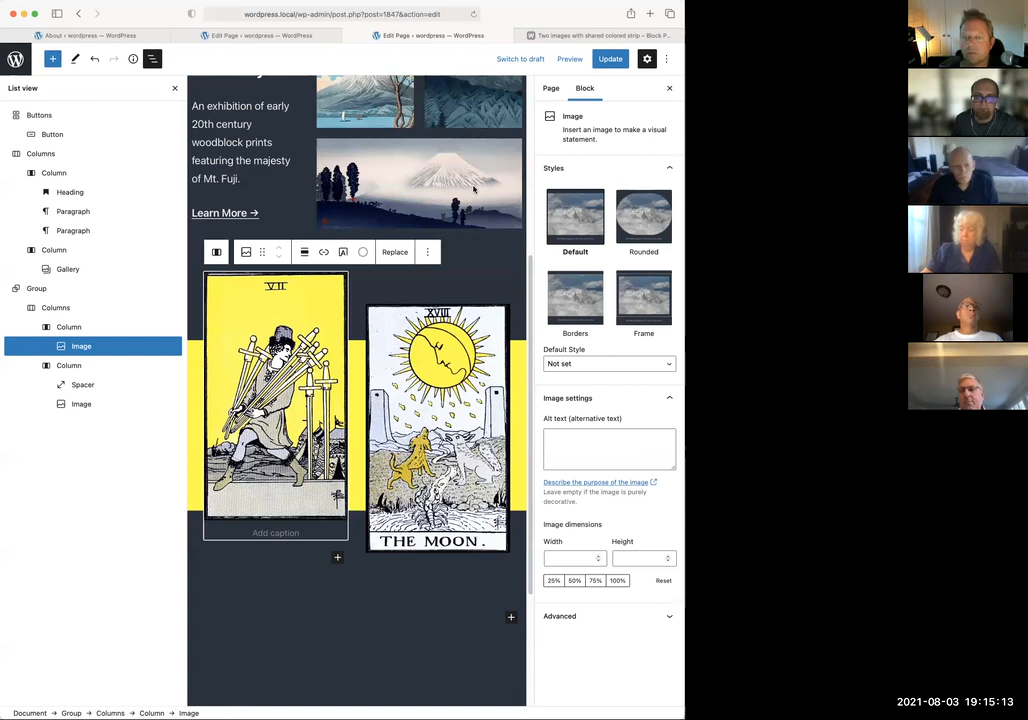 wordpress.local/wp-admin/post.php?post=1847&action=edit
About ‹ wordpress — WordPress
Edit Page ‹ wordpress — WordPress
Edit Page ‹ wordpress — WordPress
Two images with shared colored strip – Block P...
Switch to draft
Preview
Update
List view
Page
Block
Buttons
Button
Columns
Column
Heading
Paragraph
Paragraph
Column
Gallery
Group
Columns
Column
Image
Column
Spacer
Image
An exhibition of early
20th century
woodblock prints
featuring the majesty
of Mt. Fuji.
Learn More →
Replace
VII
XVIII
THE MOON.
Add caption
Image
Insert an image to make a visual
statement.
Styles
Default
Rounded
Borders
Frame
Default Style
Not set
Image settings
Alt text (alternative text)
Describe the purpose of the image
Leave empty if the image is purely
decorative.
Image dimensions
Width
Height
25%
50%
75%
100%
Reset
Advanced
Document → Group → Columns → Column → Image
2021-08-03 19:15:13